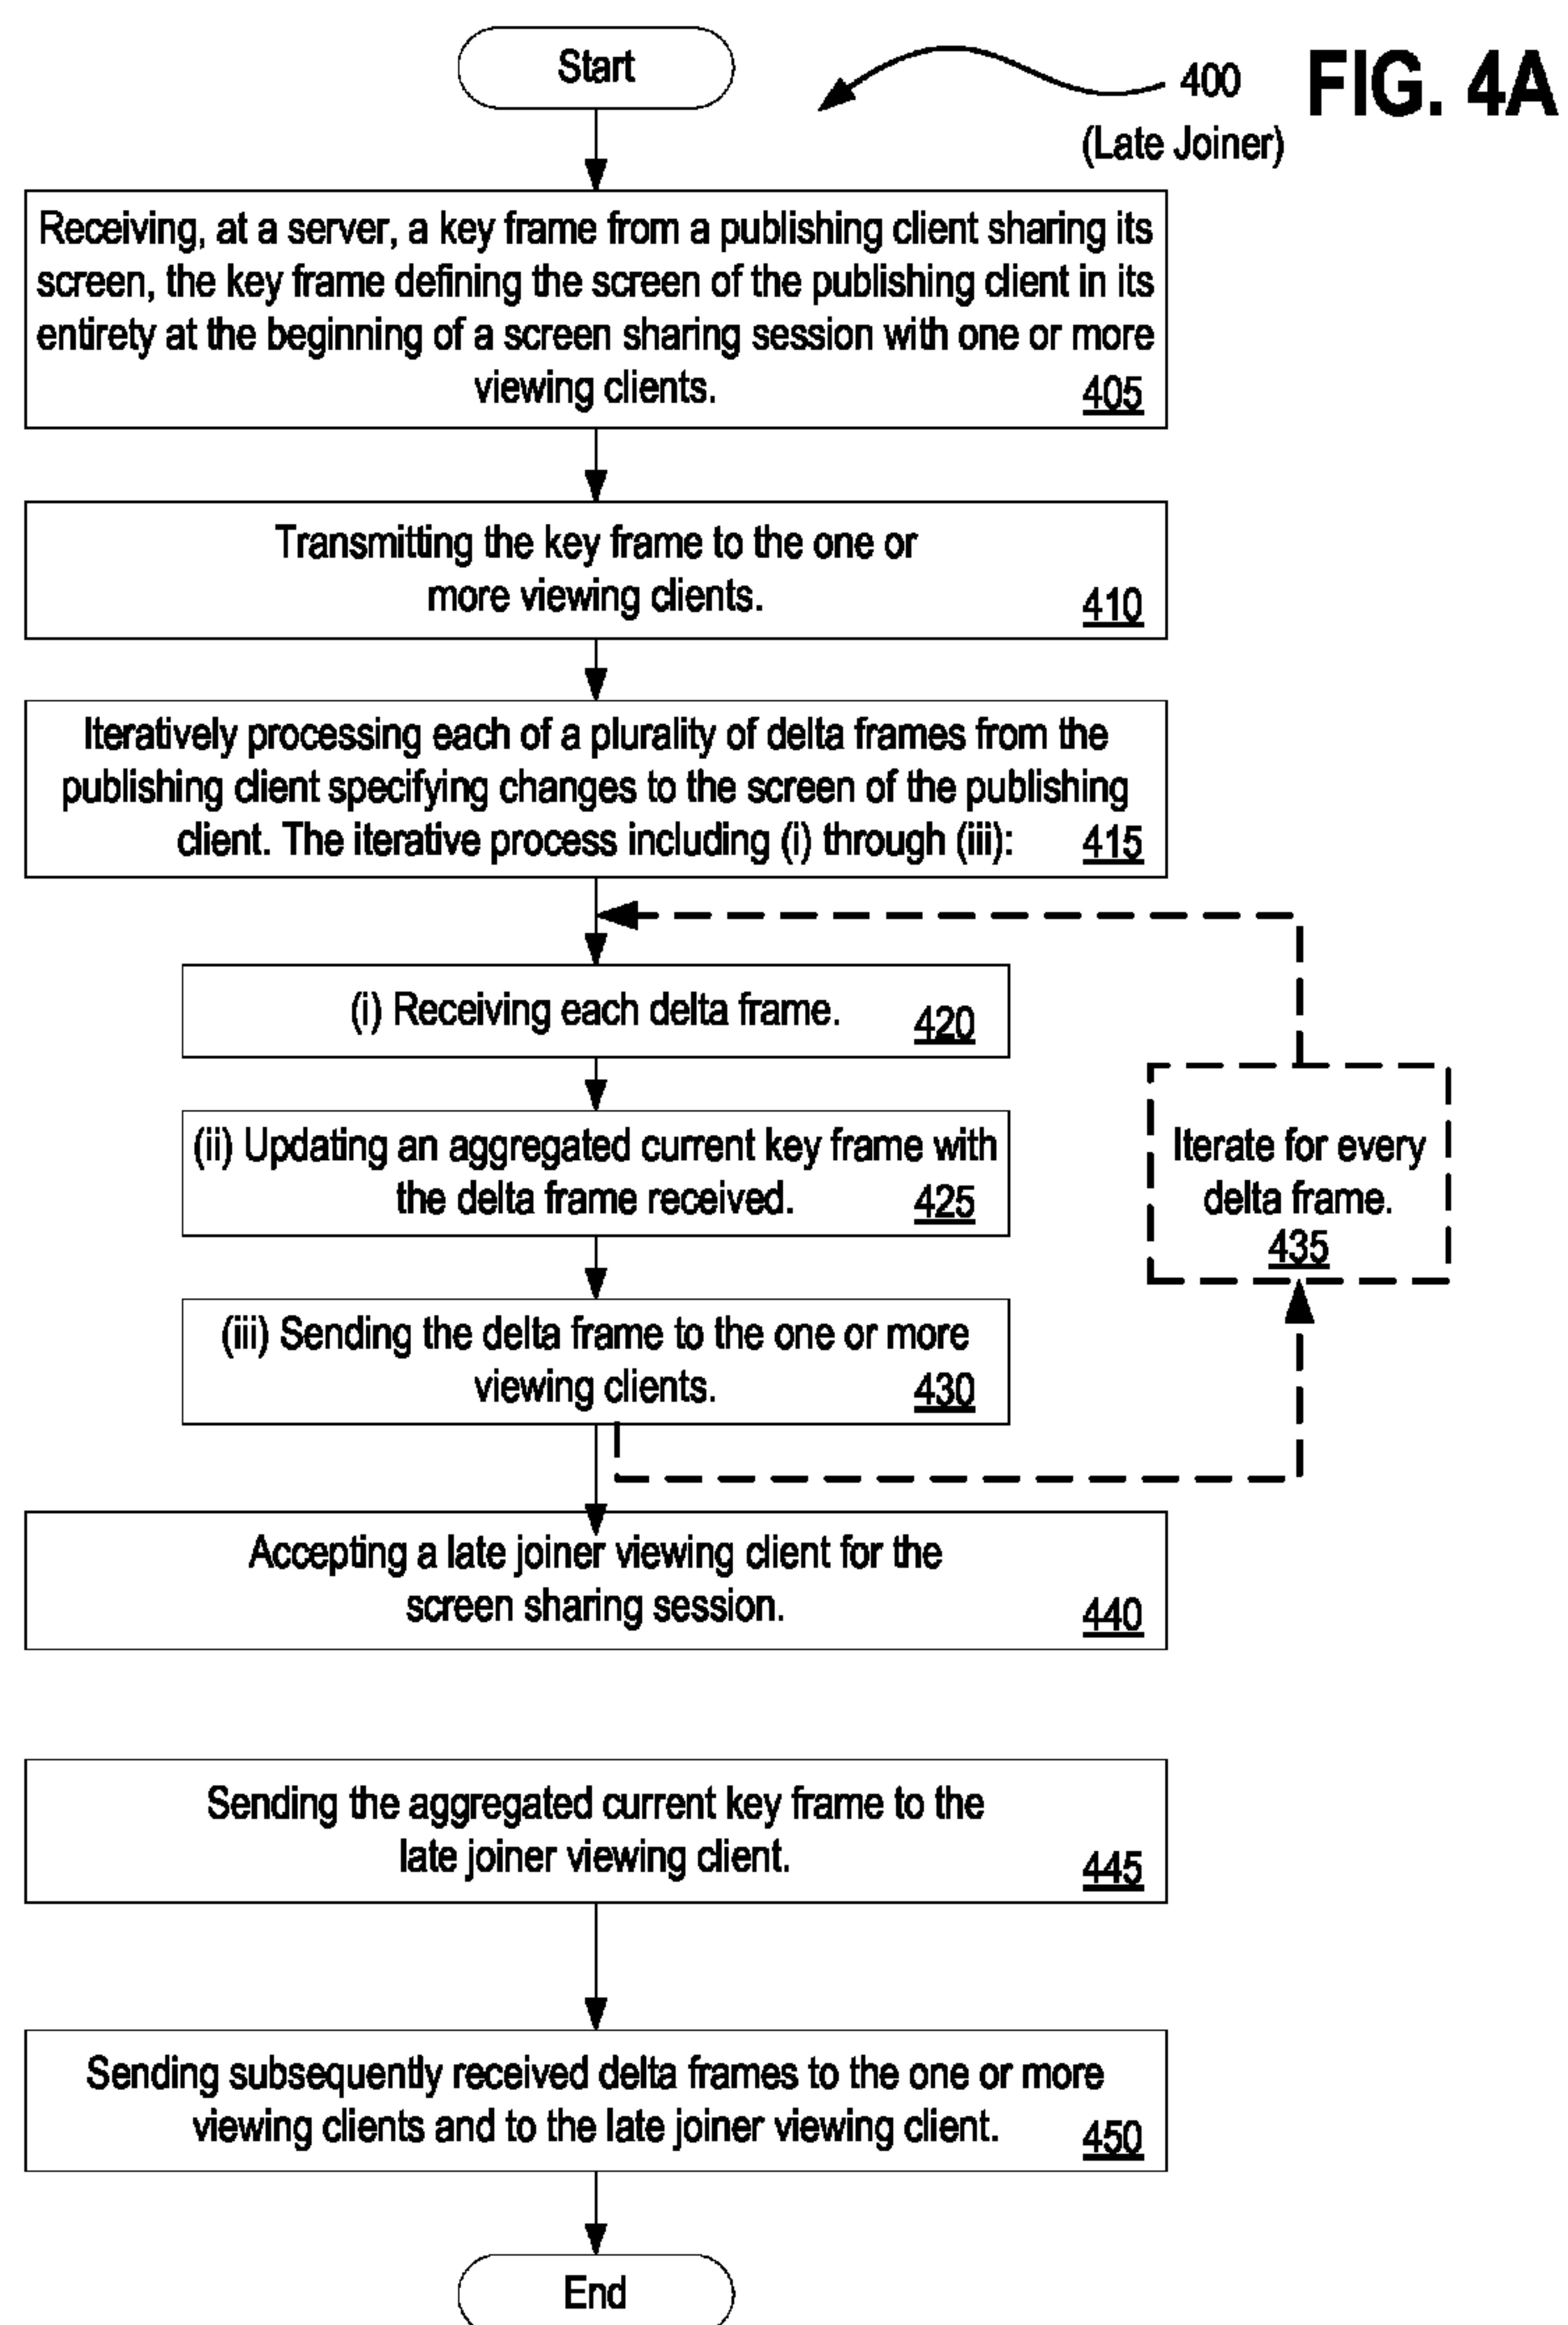 Start
400
FIG. 4A
(Late Joiner)
Receiving, at a server, a key frame from a publishing client sharing its
screen, the key frame defining the screen of the publishing client in its
entirety at the beginning of a screen sharing session with one or more
viewing clients.
405
Transmitting the key frame to the one or
more viewing clients.
410
Iteratively processing each of a plurality of delta frames from the
publishing client specifying changes to the screen of the publishing
client. The iterative process including (i) through (iii):
415
(i) Receiving each delta frame.
420
(ii) Updating an aggregated current key frame with
the delta frame received.
425
Iterate for every
delta frame.
435
(iii) Sending the delta frame to the one or more
viewing clients.
430
Accepting a late joiner viewing client for the
screen sharing session.
440
Sending the aggregated current key frame to the
late joiner viewing client.
445
Sending subsequently received delta frames to the one or more
viewing clients and to the late joiner viewing client.
450
End